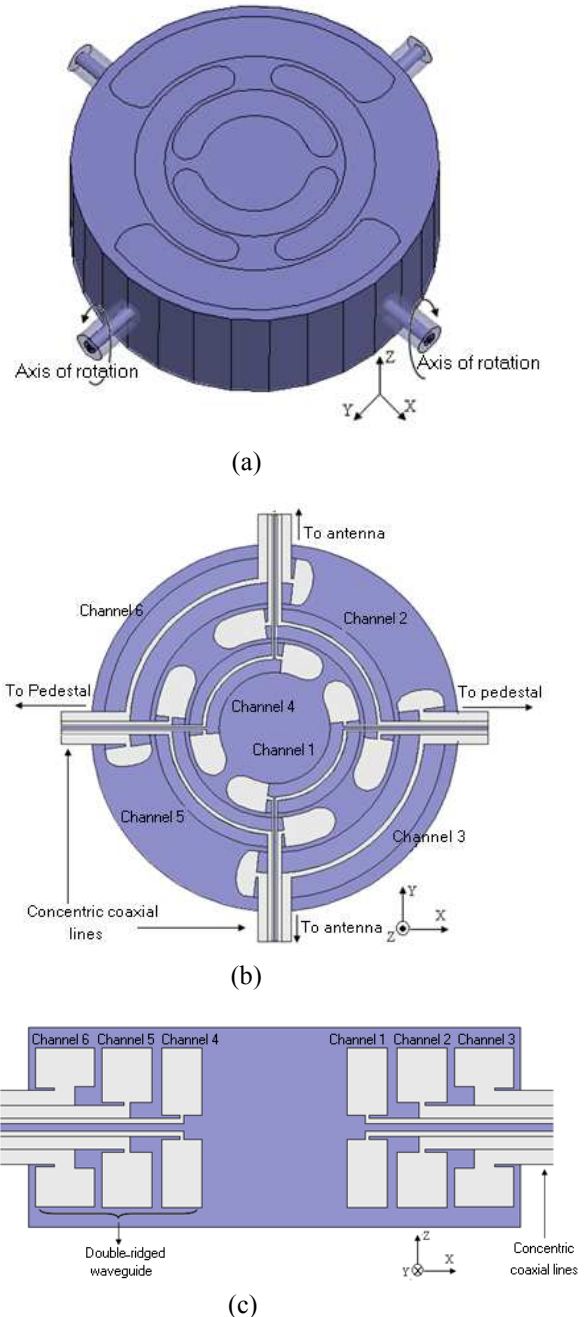 Axis of rotation
Axis of rotation
Z
Y
X
(a)
To antenna
Channel 6
Channel 2
To Pedestal
To pedestal
Channel 4
Channel 1
Channel 5
Channel 3
Concentric coaxial
lines
To antenna
Y
X
Z
(b)
Channel 6
Channel 5
Channel 4
Channel 1
Channel 2
Channel 3
Double-ridged
waveguide
Z
Y
X
Concentric
coaxial lines
(c)